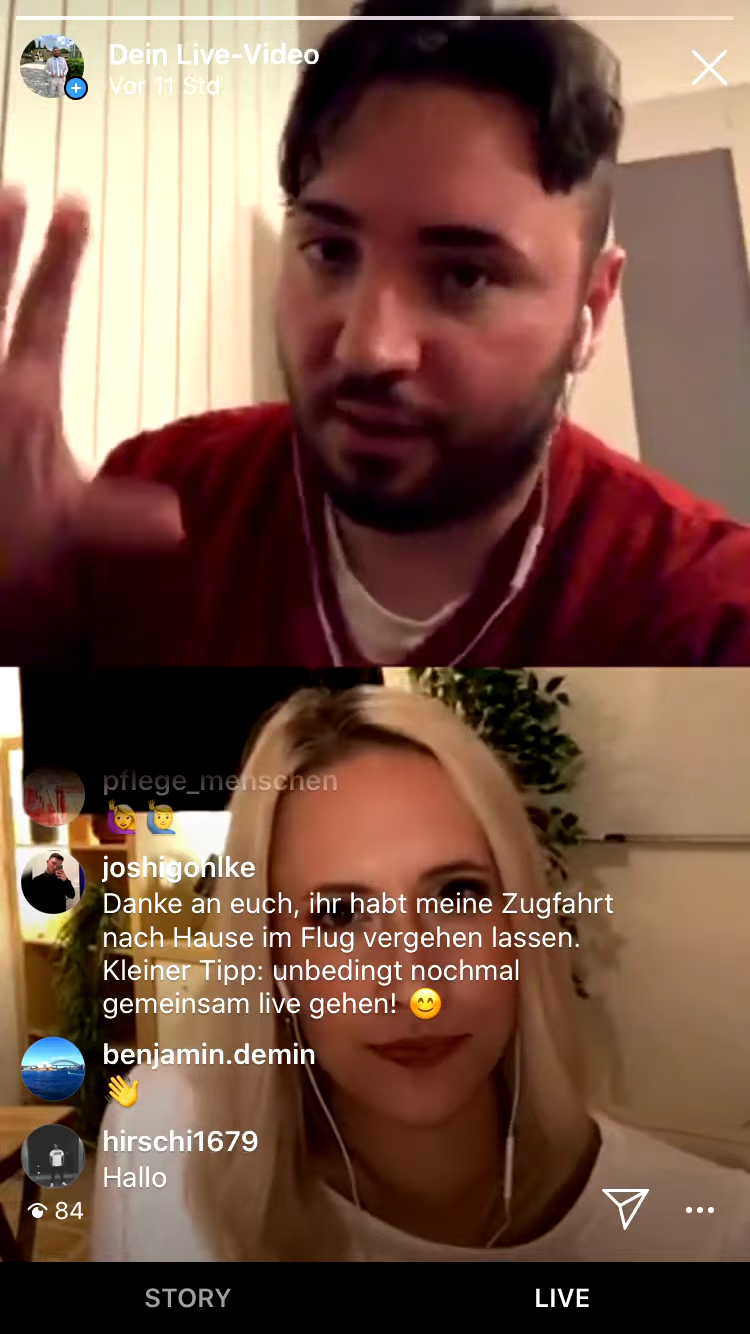 Dein Live-Video
Vor 11 Std.
pflege_menschen
🙋‍♀️🙋‍♂️
joshigohlke
Danke an euch, ihr habt meine Zugfahrt
nach Hause im Flug vergehen lassen.
Kleiner Tipp: unbedingt nochmal
gemeinsam live gehen! 😊
benjamin.demin
👋
hirschi1679
Hallo
84
STORY
LIVE